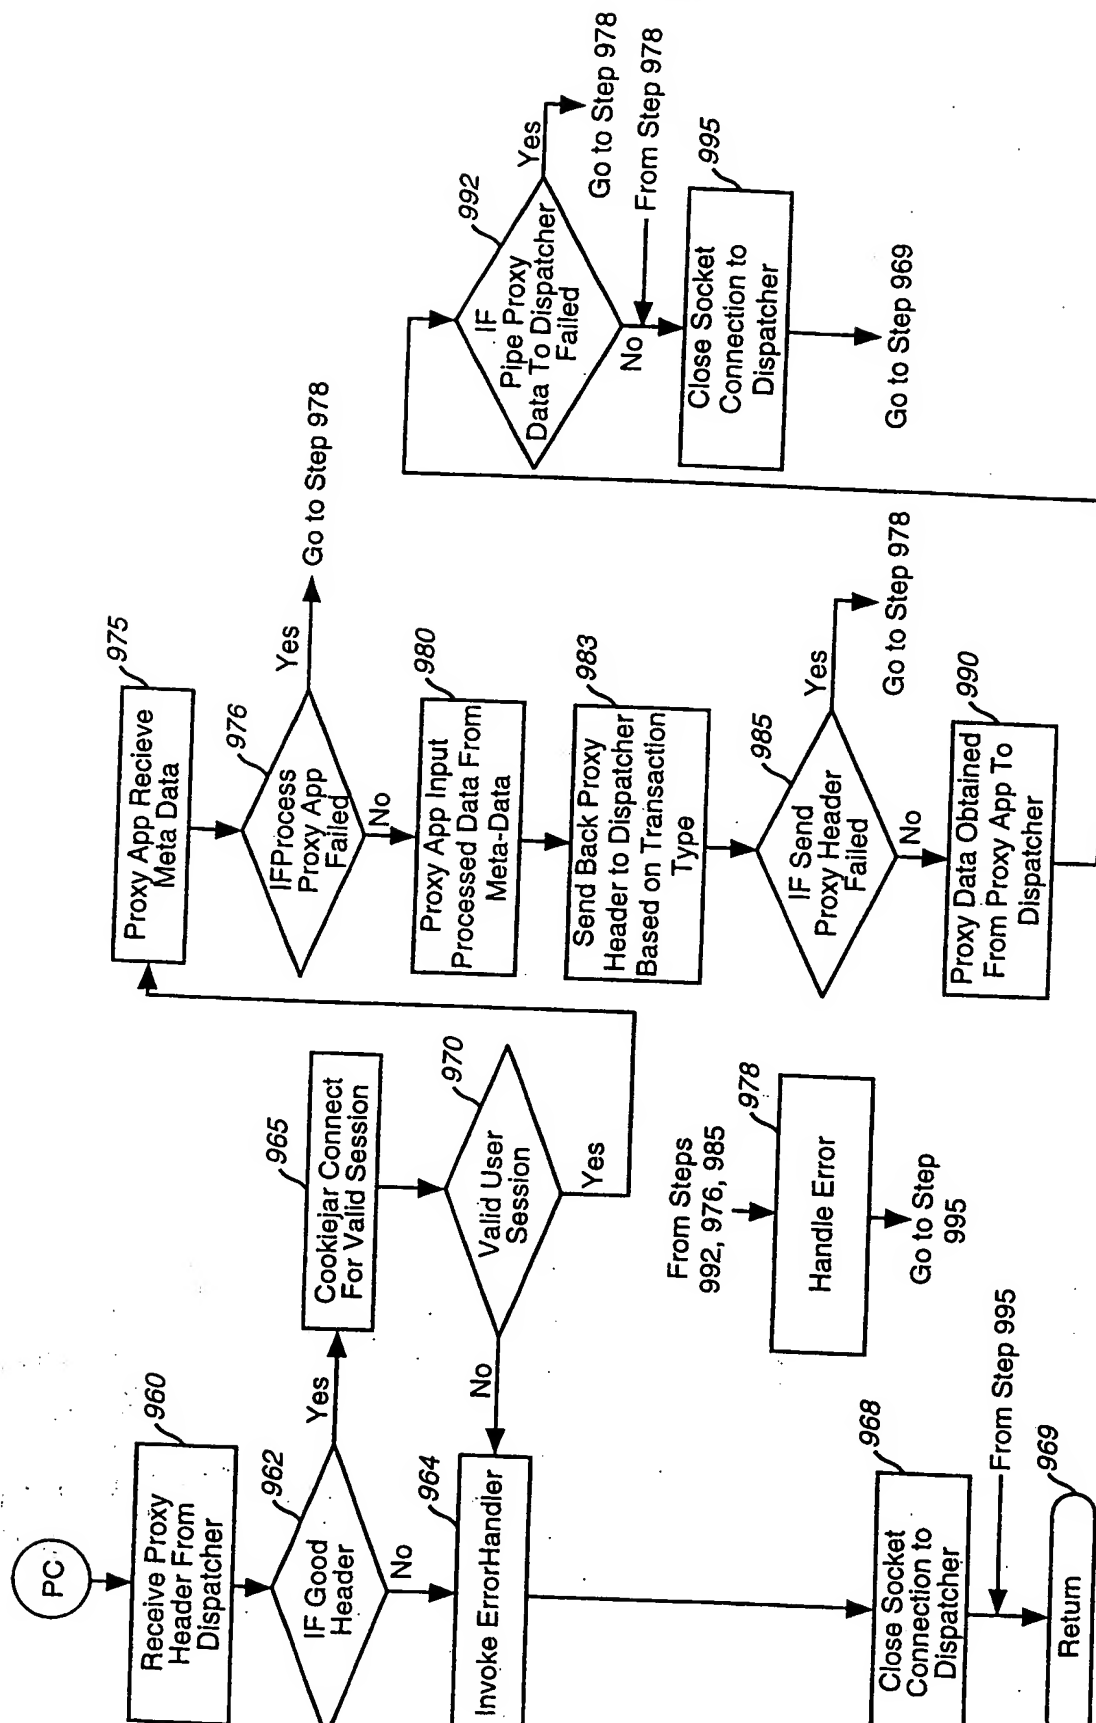 PC
960
Receive Proxy
Header From
Dispatcher
962
IF Good
Header
Yes
No
964
Invoke ErrorHandler
965
Cookiejar Connect
For Valid Session
970
Valid User
Session
No
Yes
968
Close Socket
Connection to
Dispatcher
From Step 995
969
Return
975
Proxy App Recieve
Meta Data
976
IFProcess
Proxy App
Failed
Yes
Go to Step 978
No
980
Proxy App Input
Processed Data From
Meta-Data
983
Send Back Proxy
Header to Dispatcher
Based on Transaction
Type
985
IF Send
Proxy Header
Failed
Yes
Go to Step 978
No
990
Proxy Data Obtained
From Proxy App To
Dispatcher
From Steps
992, 976, 985
978
Handle Error
Go to Step
995
992
IF
Pipe Proxy
Data To Dispatcher
Failed
Yes
Go to Step 978
No
From Step 978
995
Close Socket
Connection to
Dispatcher
Go to Step 969